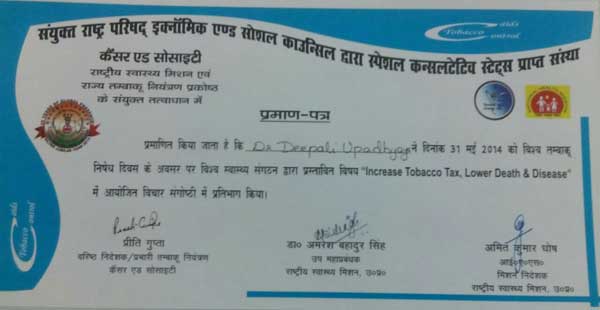 संयुक्त राष्ट्र परिषद् इक्नॉमिक एण्ड सोशल काउन्सिल द्वारा स्पेशल कन्सलटेटिव स्टेट्स प्राप्त संस्था
Tobacco
कैंसर एड सोसाइटी
राष्ट्रीय स्वास्थ्य मिशन एवं
राज्य तम्बाकू नियंत्रण प्रकोष्ठ
के संयुक्त तत्वाधान में
प्रमाण-पत्र
प्रमाणित किया जाता है कि Dr Deepali Upadhyay ने दिनांक 31 मई 2014 को विश्व तम्बाकू
निषेध दिवस के अवसर पर विश्व स्वास्थ्य संगठन द्वारा प्रस्तावित विषय "Increase Tobacco Tax, Lower Death & Disease"
में आयोजित विचार संगोष्टी में प्रतिभाग किया।
प्रीति गुप्ता
वरिष्ठ निदेशक/प्रभारी तम्बाकू नियंत्रण
कैंसर एड सोसाइटी
डा० अमरेश बहादुर सिंह
उप महाप्रबंधक
राष्ट्रीय स्वास्थ्य मिशन, उ०प्र०
अमित कुमार घोष
आई०ए०एस०
मिशन निदेशक
राष्ट्रीय स्वास्थ्य मिशन, उ०प्र०
Tobacco